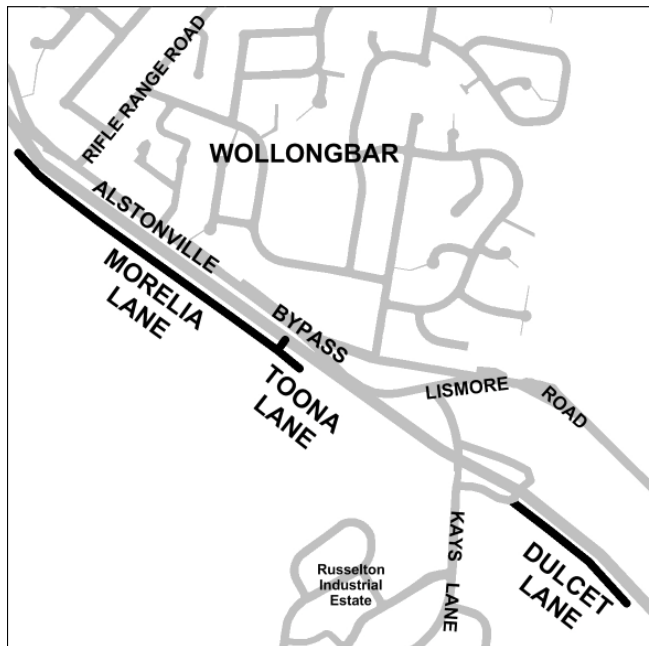 RIFLE RANGE ROAD
WOLLONGBAR
ALSTONVILLE
BYPASS
MORELIA
LANE
TOONA
LANE
LISMORE
ROAD
KAYS LANE
DULCET
LANE
Russelton
Industrial
Estate